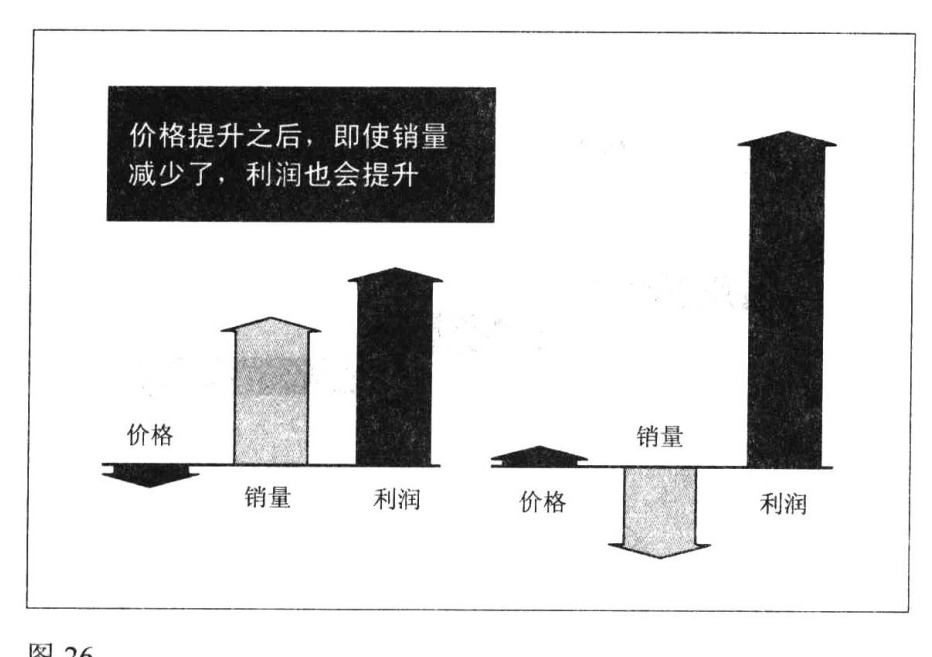 价格提升之后，即使销量
减少了，利润也会提升
价格
销量
利润
销量
价格
利润
图 26